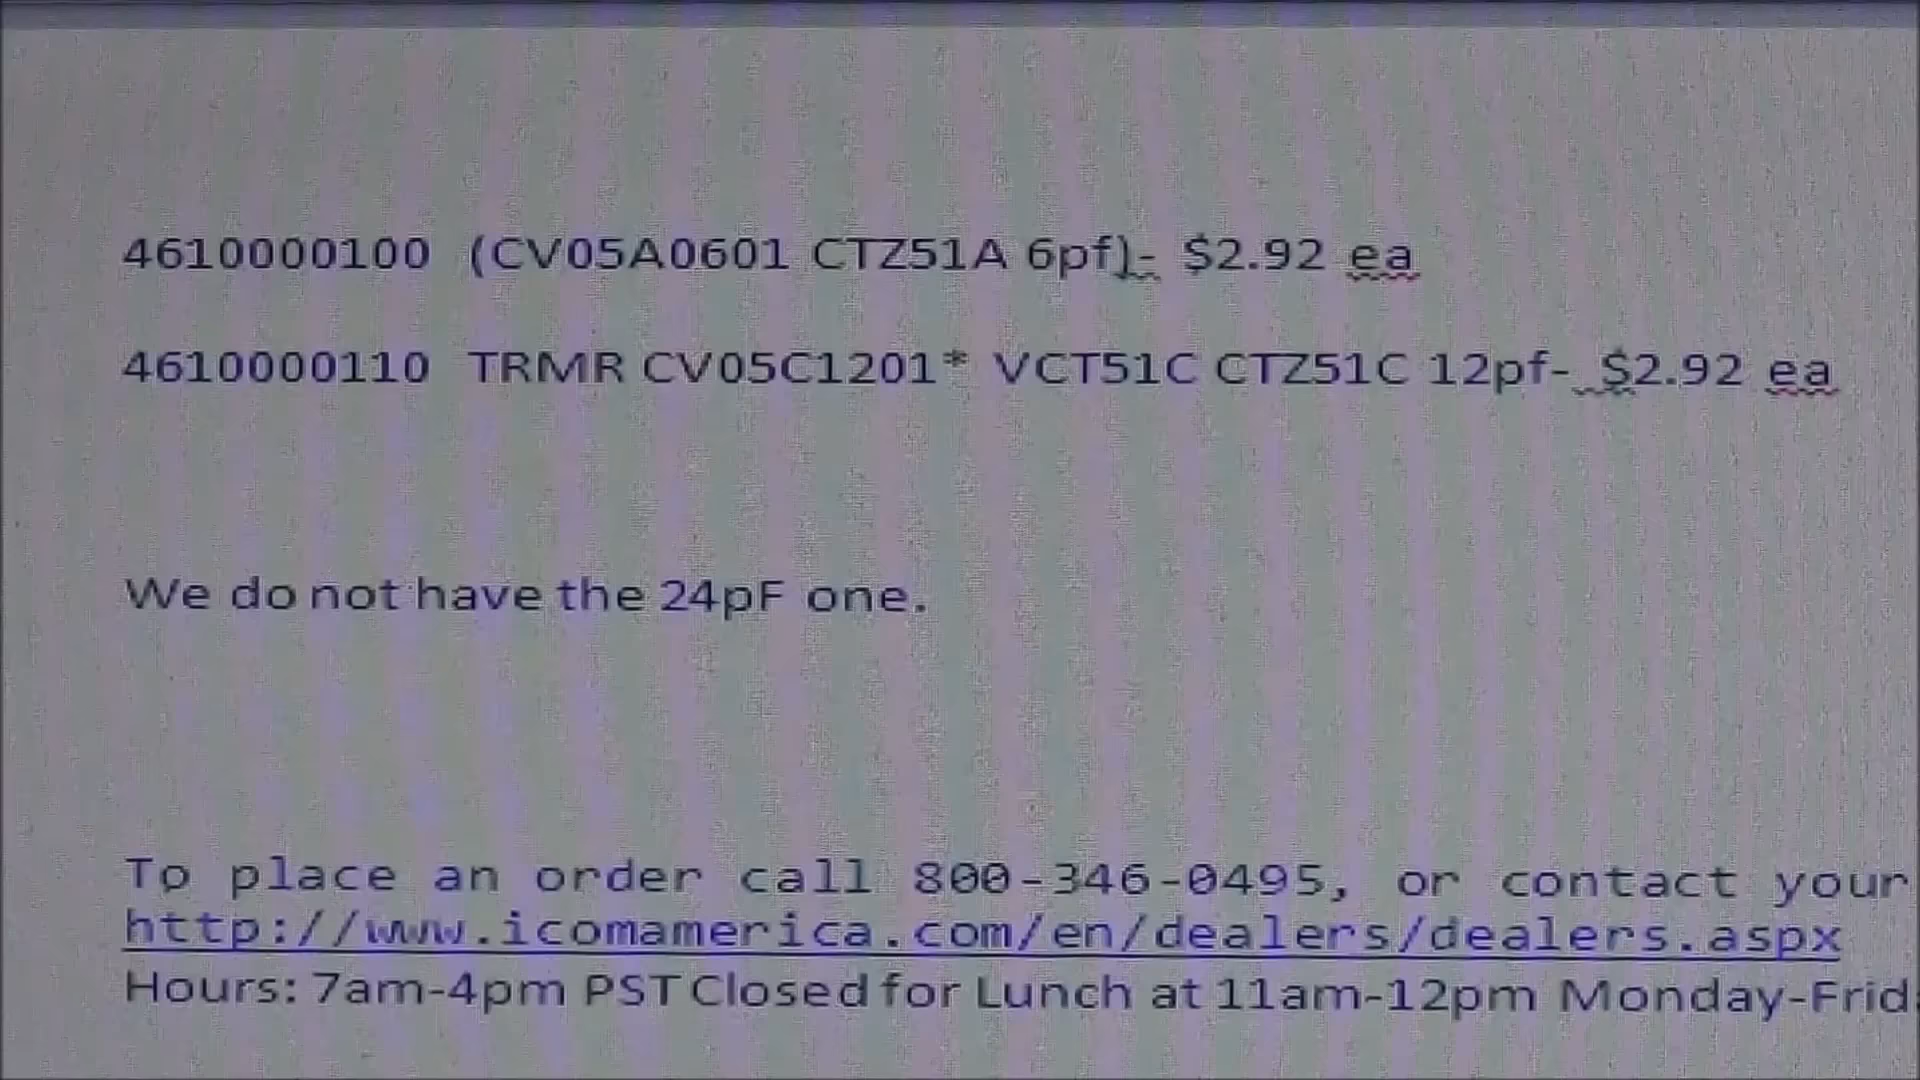 4610000100 (CV05A0601 CTZ51A 6pf)- $2.92 ea
4610000110 TRMR CV05C1201* VCT51C CTZ51C 12pf- $2.92 ea
We do not have the 24pF one.
To place an order call 800-346-0495, or contact your
http://www.icomamerica.com/en/dealers/dealers.aspx
Hours: 7am-4pm PST Closed for Lunch at 11am-12pm Monday-Frid